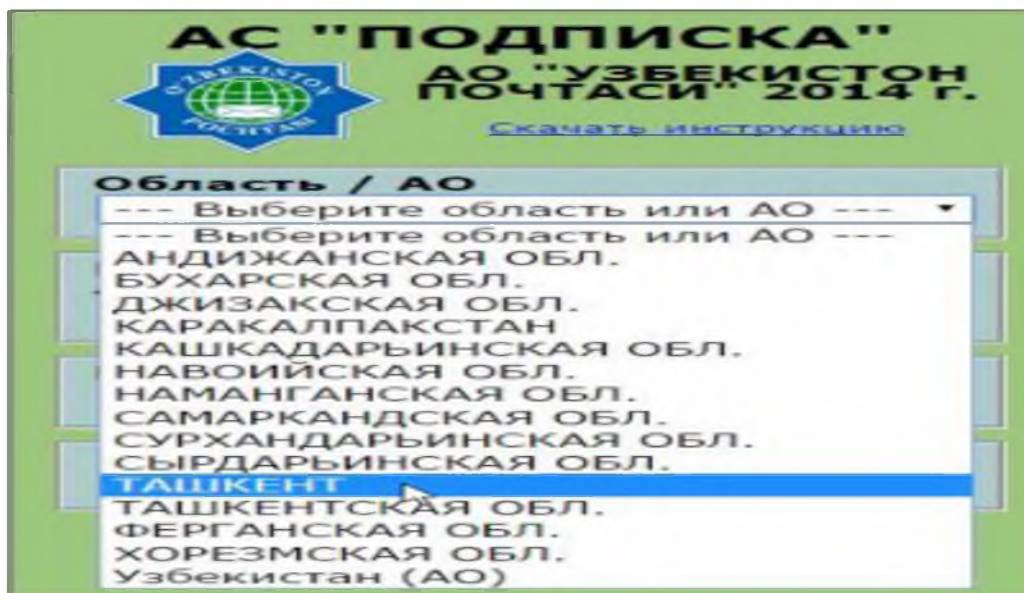 АС "ПОДПИСКА"
O'ZBEKISTON
POCHTASI
АО "УЗБЕКИСТОН
ПОЧТАСИ" 2014 г.
Скачать инструкцию
Область / АО
--- Выберите область или АО ---
--- Выберите область или АО ---
АНДИЖАНСКАЯ ОБЛ.
БУХАРСКАЯ ОБЛ.
ДЖИЗАКСКАЯ ОБЛ.
КАРАКАЛПАКСТАН
КАШКАДАРЬИНСКАЯ ОБЛ.
НАВОИЙСКАЯ ОБЛ.
НАМАНГАНСКАЯ ОБЛ.
САМАРКАНДСКАЯ ОБЛ.
СУРХАНДАРЬИНСКАЯ ОБЛ.
СЫРДАРЬИНСКАЯ ОБЛ.
ТАШКЕНТ
ТАШКЕНТСКАЯ ОБЛ.
ФЕРГАНСКАЯ ОБЛ.
ХОРЕЗМСКАЯ ОБЛ.
Узбекистан (АО)